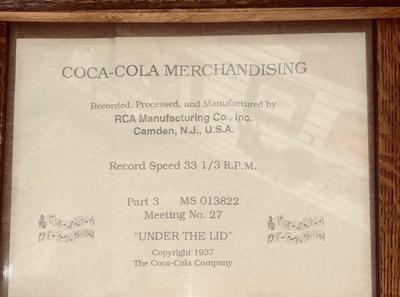 COCA-COLA MERCHANDISING
Recorded, Processed, and Manufactured by
RCA Manufacturing Co., Inc.
Camden, N.J., U.S.A.
Record Speed 33 1/3 R.P.M.
Part 3 MS 013822
Meeting No. 27
"UNDER THE LID"
Copyright 1937
The Coca-Cola Company